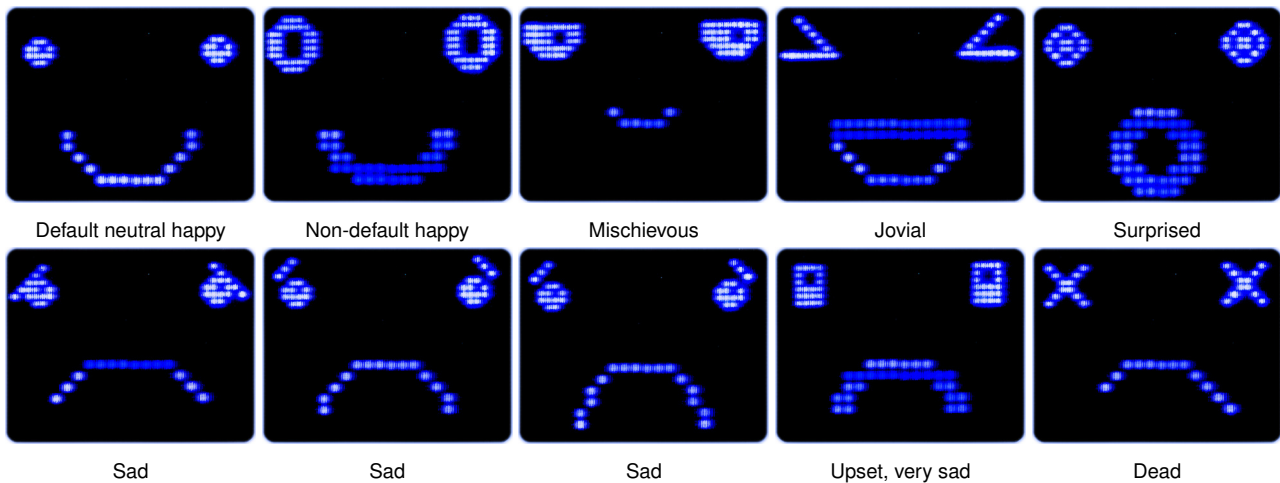 Default neutral happy
Non-default happy
Mischievous
Jovial
Surprised
Sad
Sad
Sad
Upset, very sad
Dead